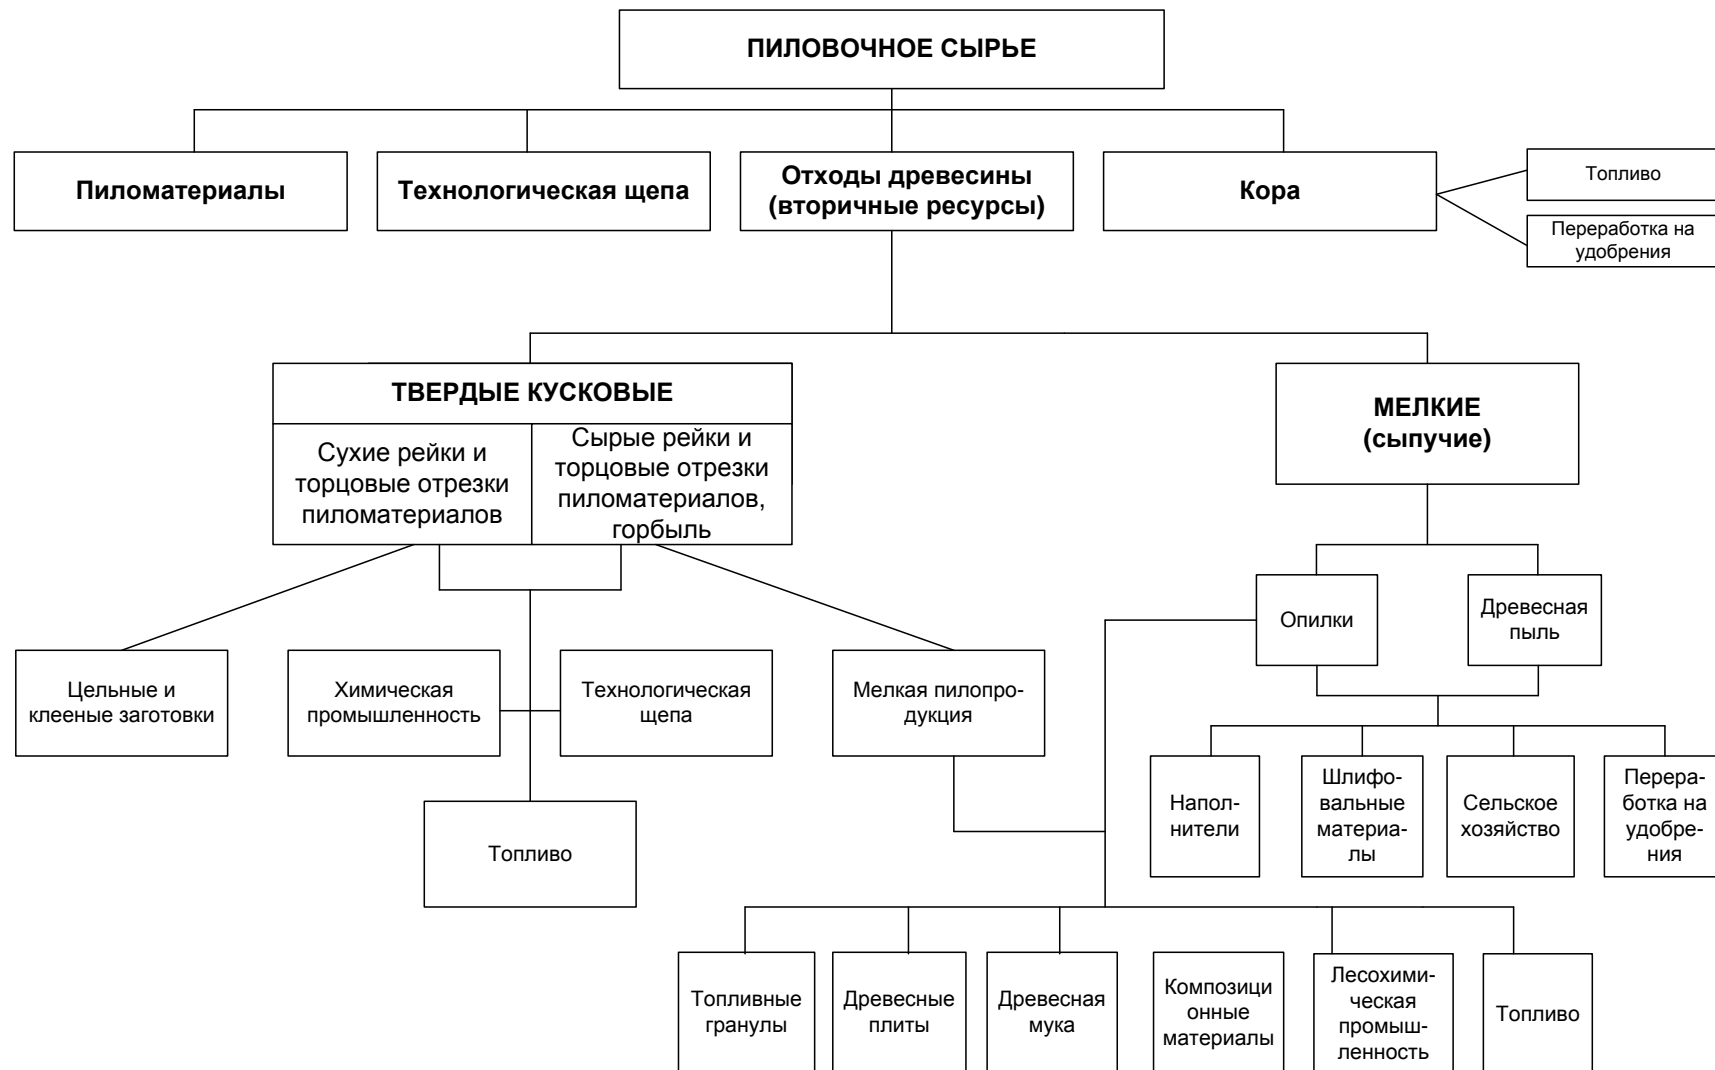 ПИЛОВОЧНОЕ СЫРЬЕ
Пиломатериалы
Технологическая щепа
Отходы древесины
(вторичные ресурсы)
Кора
Топливо
Переработка на
удобрения
ТВЕРДЫЕ КУСКОВЫЕ
Сухие рейки и
торцовые отрезки
пиломатериалов
Сырые рейки и
торцовые отрезки
пиломатериалов,
горбыль
МЕЛКИЕ
(сыпучие)
Опилки
Древесная
пыль
Цельные и
клееные заготовки
Химическая
промышленность
Технологическая
щепа
Мелкая пилопро-
дукция
Топливо
Напол-
нители
Шлифо-
вальные
материа-
лы
Сельское
хозяйство
Перера-
ботка на
удобре-
ния
Топливные
гранулы
Древесные
плиты
Древесная
мука
Композици
онные
материалы
Лесохими-
ческая
промыш-
ленность
Топливо